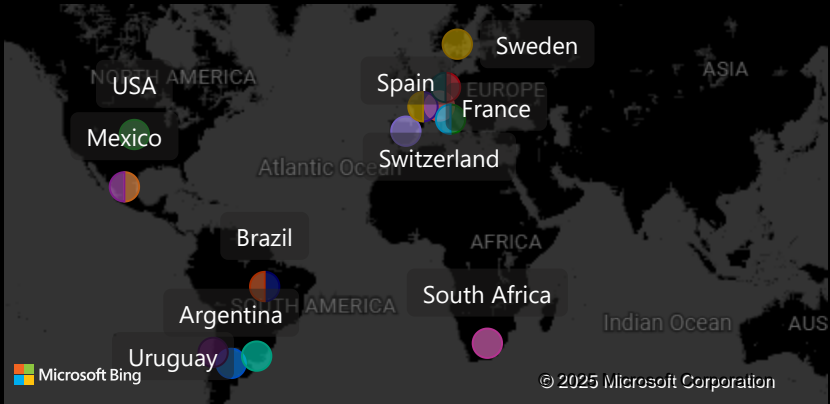 Sweden
ASIA
NORTH AMERICA
USA
Spain
EUROPE
France
Mexico
Switzerland
Atlantic Ocean
Brazil
AFRICA
South Africa
SOUTH AMERICA
Argentina
Indian Ocean
AUS
Uruguay
Microsoft Bing
© 2025 Microsoft Corporation